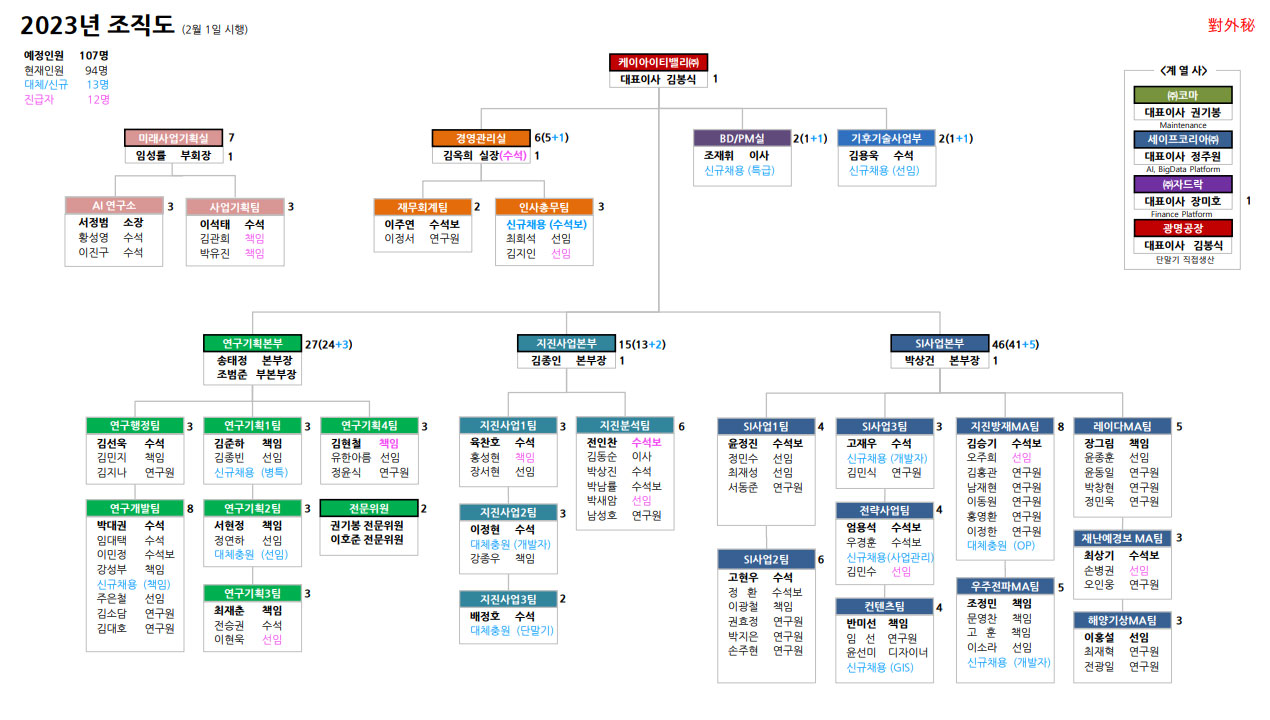 2023년 조직도 (2월 1일 시행)
對外秘
예정인원 107명
현재인원 94명
대체/신규 13명
진급자 12명
케이아이티밸리㈜
대표이사 김봉식 1
<계 열 사>
㈜코마
대표이사 권기봉
Maintenance
세이프코리아㈜
대표이사 정주원
AI, BigData Platform
㈜자드락
대표이사 장미호 1
Finance Platform
광명공장
대표이사 김봉식
단말기 직접생산
미래사업기획실 7
임성률 부회장 1
AI 연구소 3
서정범 소장
황성영 수석
이진구 수석
사업기획팀 3
이석태 수석
김관희 책임
박유진 책임
경영관리실 6(5+1)
김옥희 실장(수석) 1
재무회계팀 2
이주연 수석보
이정서 연구원
인사총무팀 3
신규채용 (수석보)
최희석 선임
김지인 선임
BD/PM실 2(1+1)
조재휘 이사
신규채용 (특급)
기후기술사업부 2(1+1)
김용욱 수석
신규채용 (선임)
연구기획본부 27(24+3)
송태정 본부장
조범준 부본부장
연구행정팀 3
김선욱 수석
김민지 책임
김지나 연구원
연구개발팀 8
박대권 수석
임대택 수석
이민정 수석보
강성부 책임
신규채용 (책임)
주은철 선임
김소담 연구원
김대호 연구원
연구기획1팀 3
김준하 책임
김종빈 선임
신규채용 (병특)
연구기획2팀 3
서현정 책임
정연하 선임
대체충원 (선임)
연구기획3팀 3
최재춘 책임
전승권 수석
이현욱 선임
연구기획4팀 3
김현철 책임
유한아름 선임
정윤식 연구원
전문위원 2
권기봉 전문위원
이호준 전문위원
지진사업본부 15(13+2)
김종인 본부장 1
지진사업1팀 3
육찬호 수석
홍성현 책임
장서현 선임
지진사업2팀 3
이정현 수석
대체충원 (개발자)
강종우 책임
지진사업3팀 2
배정호 수석
대체충원 (단말기)
지진분석팀 6
전인찬 수석보
김동순 이사
박상진 수석
박남률 수석보
박새암 선임
남성호 연구원
SI사업본부 46(41+5)
박상건 본부장 1
SI사업1팀 4
윤정진 수석보
정민수 선임
최재성 선임
서동준 연구원
SI사업2팀 6
고현우 수석
정 환 수석보
이광철 책임
권효정 연구원
박지은 연구원
손주현 연구원
SI사업3팀 3
고재우 수석
신규채용 (개발자)
김민식 연구원
전략사업팀 4
엄용석 수석보
우경훈 수석보
신규채용(사업관리)
김민수 선임
컨텐츠팀 4
반미선 책임
임 선 연구원
윤선미 디자이너
신규채용 (GIS)
지진방재MA팀 8
김승기 수석보
오주희 선임
김홍관 연구원
남재현 연구원
이동원 연구원
홍영환 연구원
이정한 연구원
대체충원 (OP)
우주전파MA팀 5
조정민 책임
문영찬 책임
고 훈 책임
이소라 선임
신규채용 (개발자)
레이다MA팀 5
장그림 책임
윤종훈 선임
윤동일 연구원
박창현 연구원
정민욱 연구원
재난예경보 MA팀 3
최상기 수석보
손병권 선임
오인웅 연구원
해양기상MA팀 3
이홍설 선임
최재혁 연구원
전광일 연구원